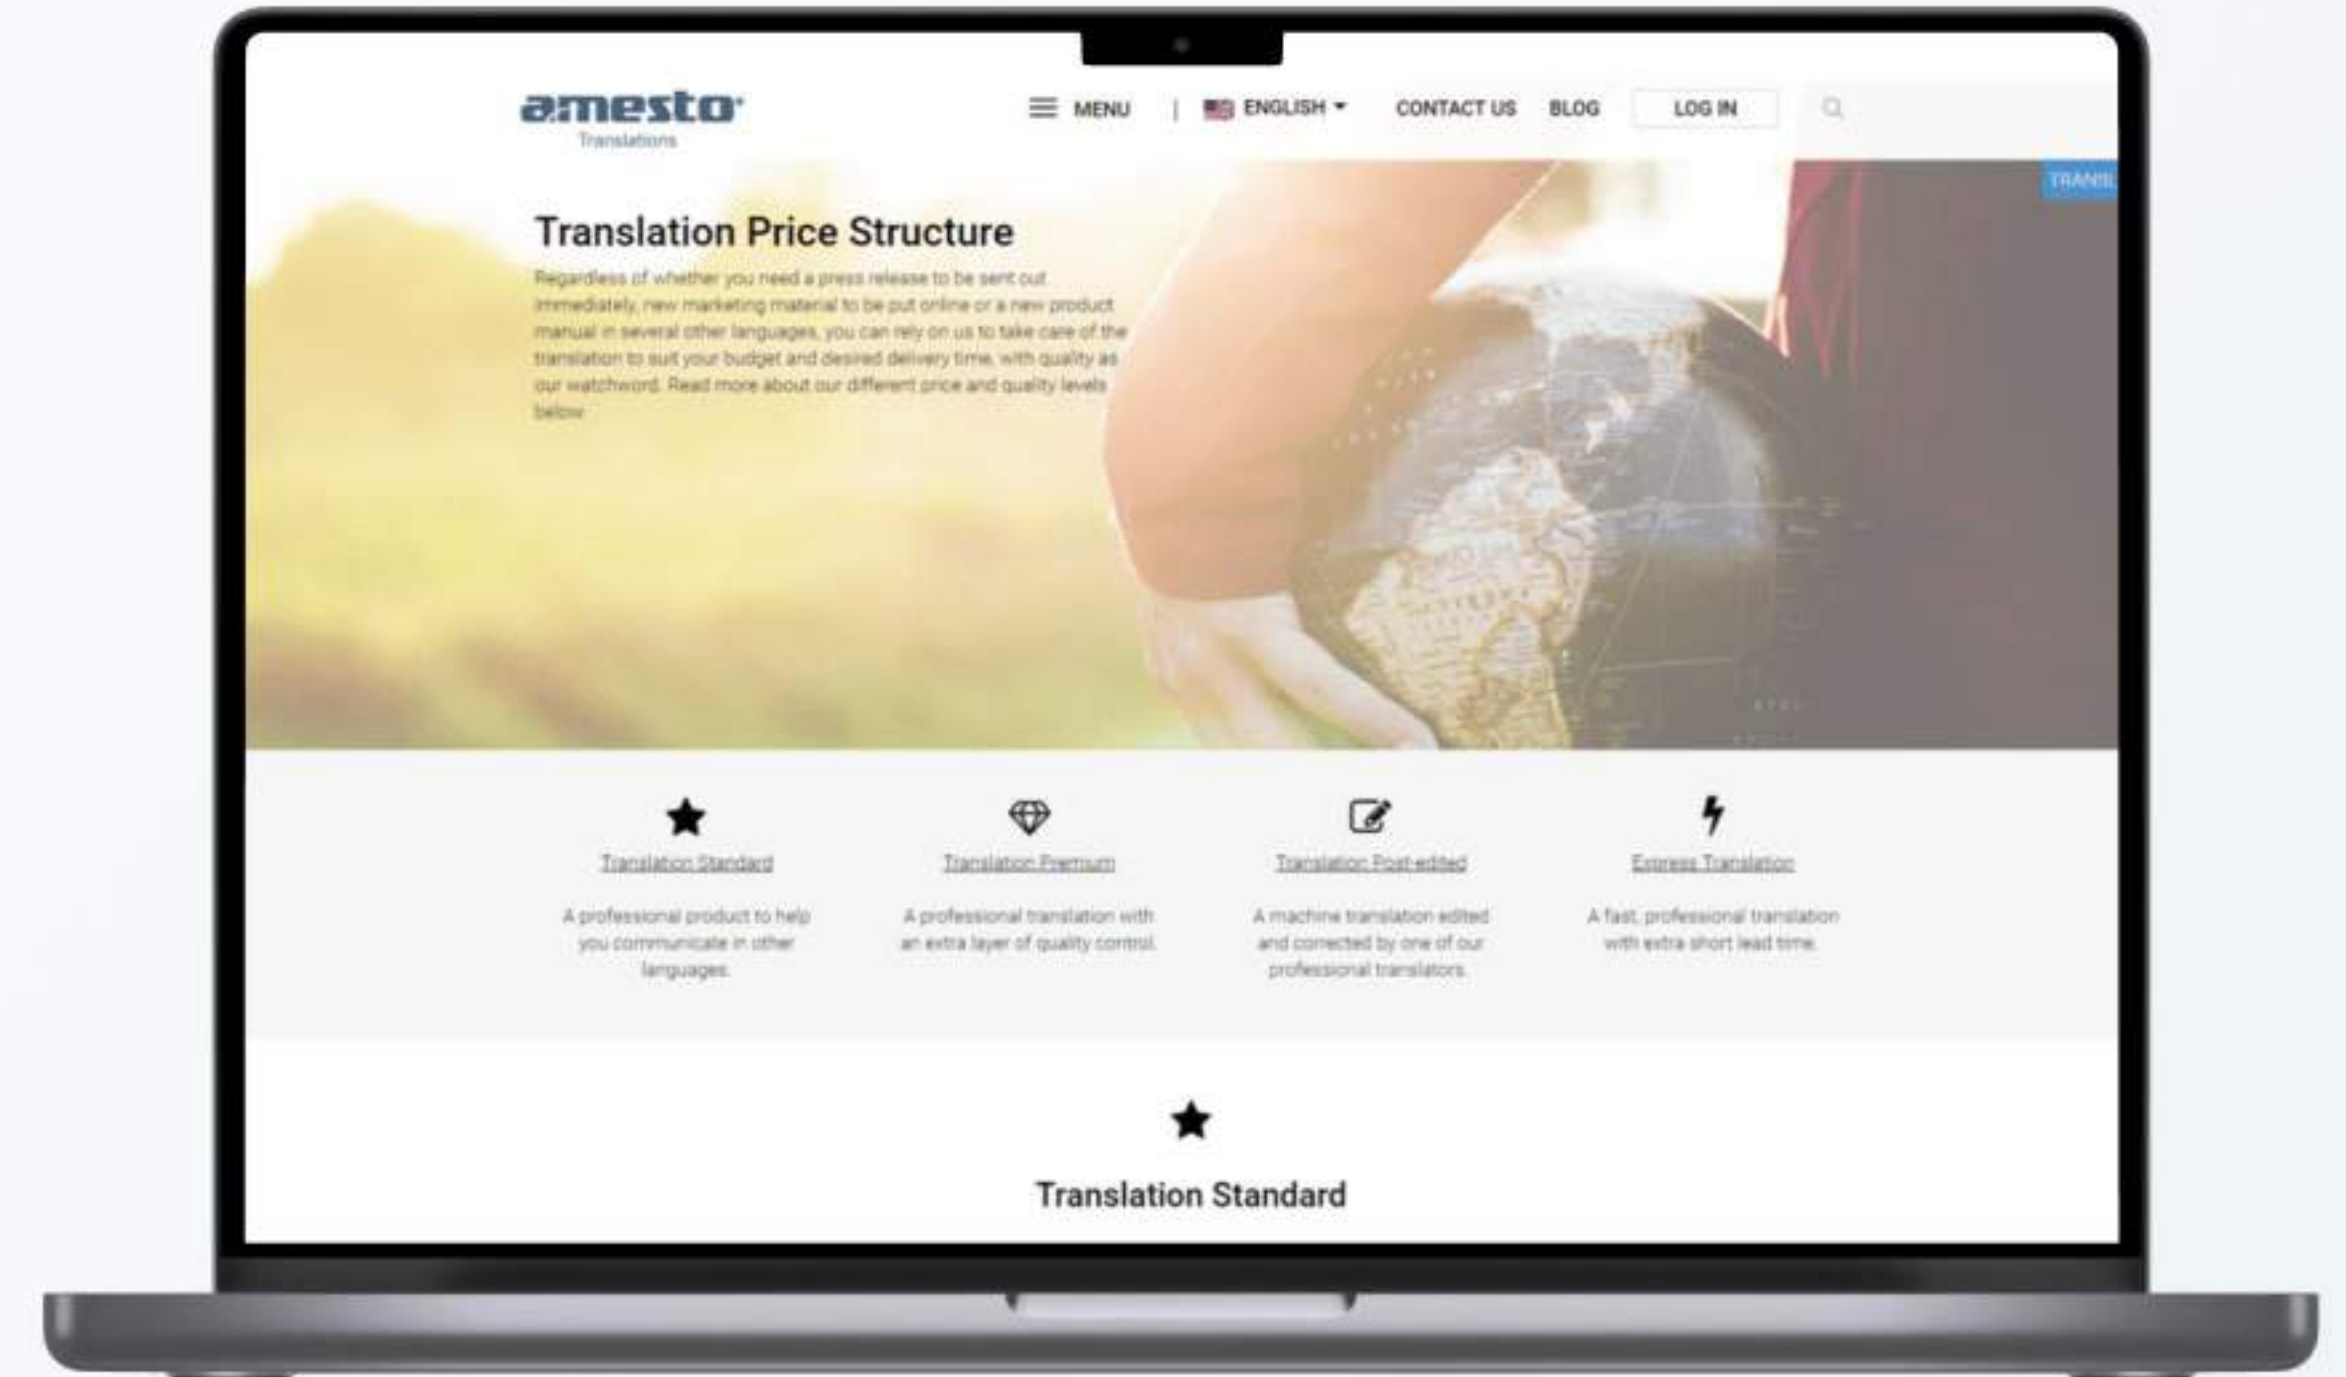 amesto
Translations
MENU | ENGLISH CONTACT US BLOG LOG IN
TRANSL
Translation Price Structure
Regardless of whether you need a press release to be sent out
immediately, new marketing material to be put online or a new product
manual in several other languages, you can rely on us to take care of the
translation to suit your budget and desired delivery time, with quality as
our watchword. Read more about our different price and quality levels
below
Translation Standard
A professional product to help
you communicate in other
languages.
Translation Premium
A professional translation with
an extra layer of quality control.
Translation Post-edited
A machine translation edited
and corrected by one of our
professional translators.
Express Translation
A fast, professional translation
with extra short lead time.
Translation Standard